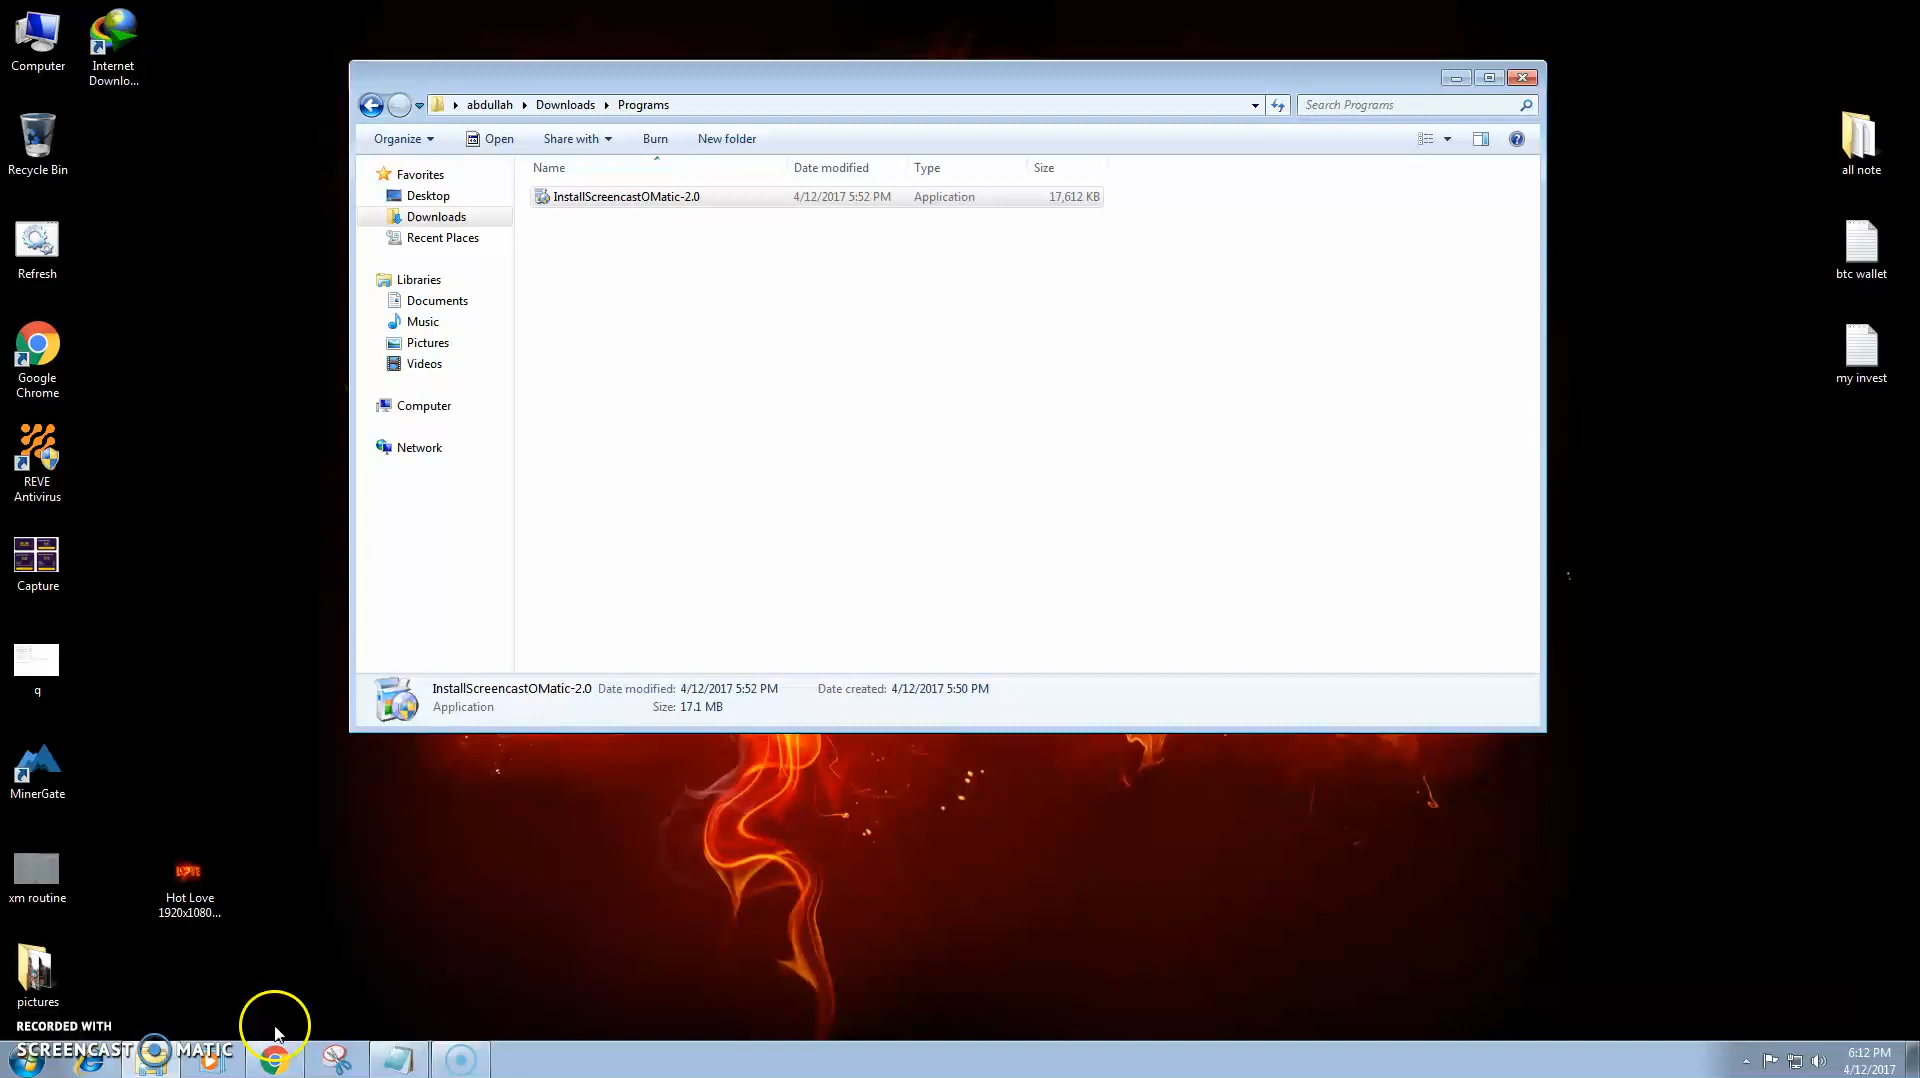 Computer
Internet
Downlo...
Recycle Bin
Refresh
Google
Chrome
REVE
Antivirus
Capture
q
MinerGate
xm routine
Hot Love
1920x1080...
pictures
all note
btc wallet
my invest
abdullah
Downloads
Programs
Search Programs
Organize
Open
Share with
Burn
New folder
Favorites
Desktop
Downloads
Recent Places
Libraries
Documents
Music
Pictures
Videos
Computer
Network
Name Date modified Type Size
InstallScreencastOMatic-2.0 4/12/2017 5:52 PM Application 17,612 KB
InstallScreencastOMatic-2.0 Date modified: 4/12/2017 5:52 PM Date created: 4/12/2017 5:50 PM
Application Size: 17.1 MB
RECORDED WITH
SCREENCAST MATIC
6:12 PM
4/12/2017